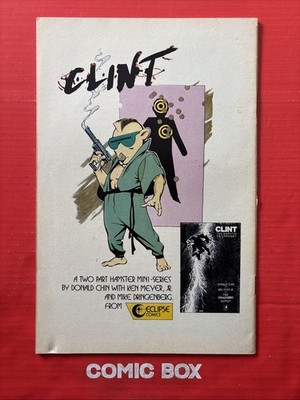 CLINT
A TWO PART HAMSTER MINI-SERIES
BY DONALD CHIN WITH KEN MEYER, JR.
AND MIKE DRINGENBERG.
FROM ECLIPSE
COMICS
CLINT
COMIC BOX